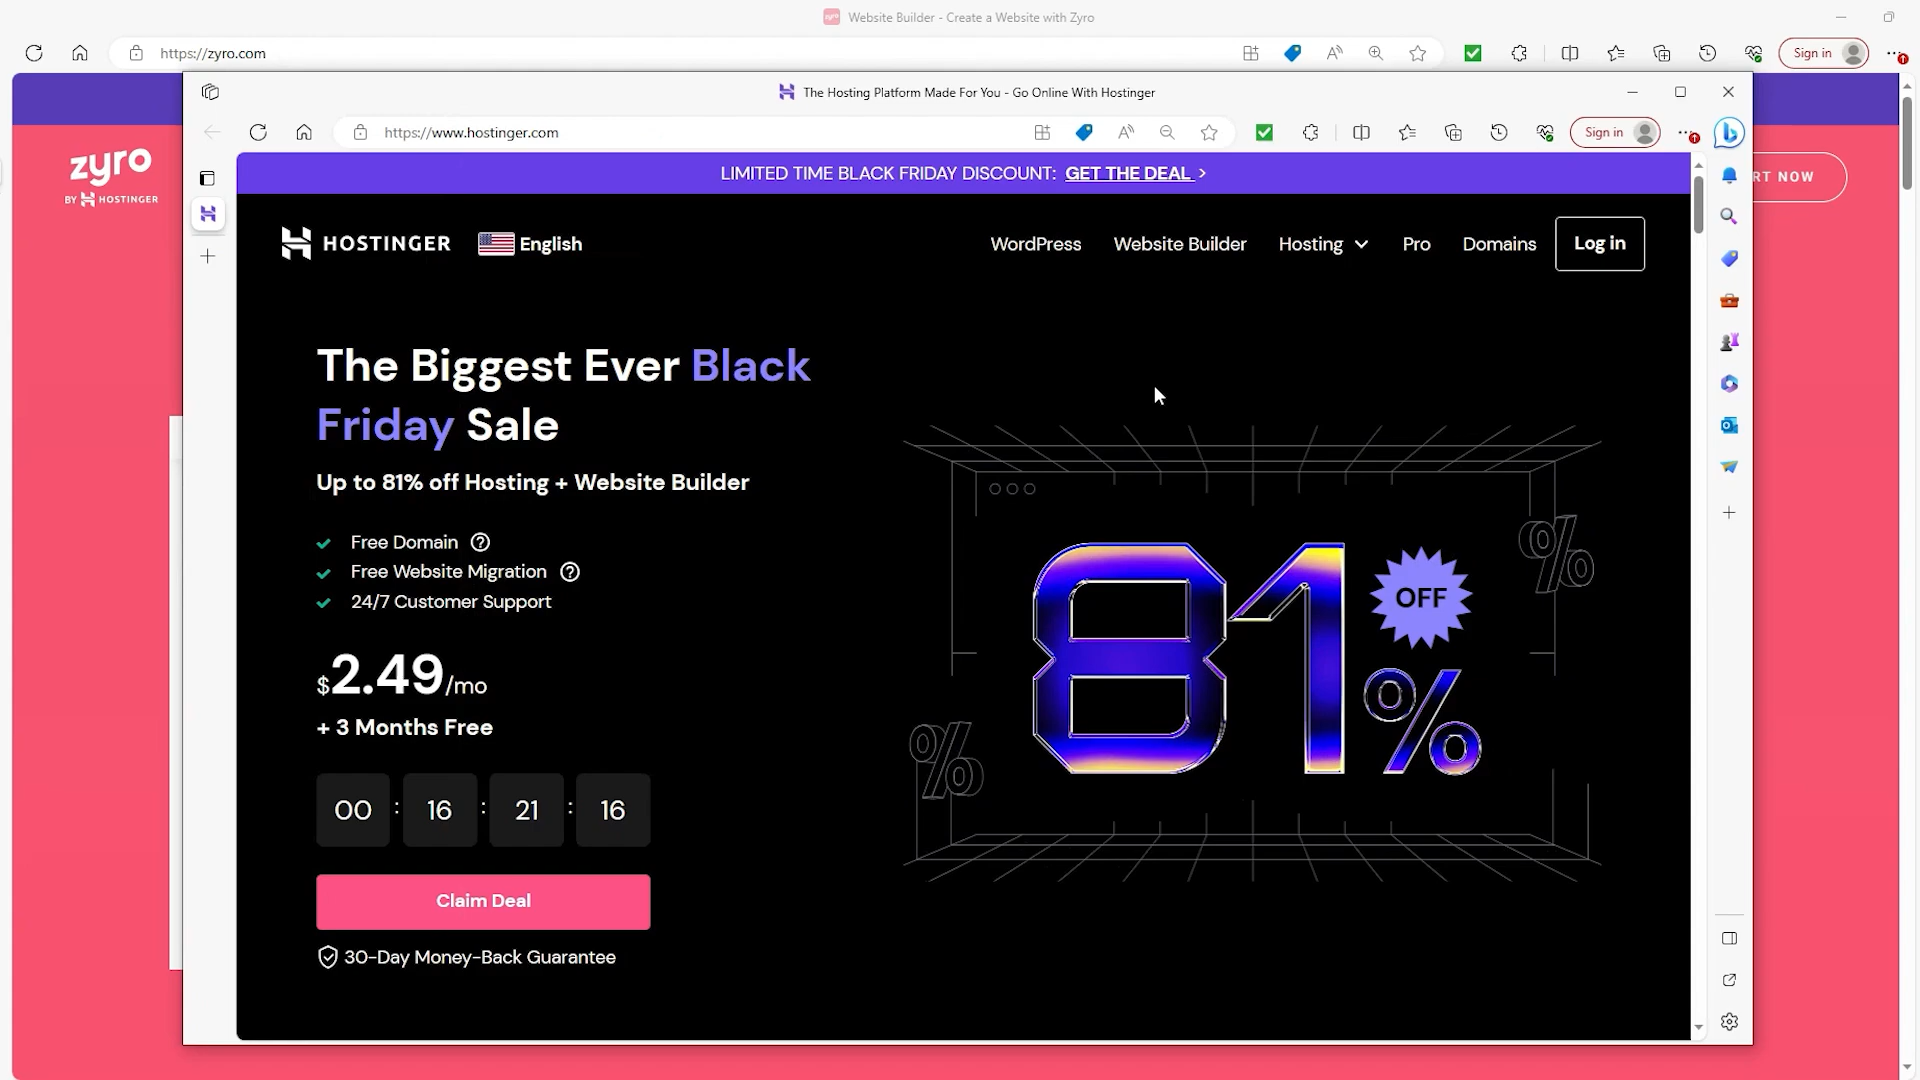 Website Builder - Create a Website with Zyro
https://zyro.com
Sign in
zyro
BY HOSTINGER
RT NOW
The Hosting Platform Made For You - Go Online With Hostinger
https://www.hostinger.com
Sign in
LIMITED TIME BLACK FRIDAY DISCOUNT: GET THE DEAL >
HOSTINGER English WordPress Website Builder Hosting Pro Domains Log in
The Biggest Ever Black
Friday Sale
Up to 81% off Hosting + Website Builder
Free Domain
Free Website Migration
24/7 Customer Support
$2.49/mo
+ 3 Months Free
00 : 16 : 21 : 16
Claim Deal
30-Day Money-Back Guarantee
81% OFF
%
%